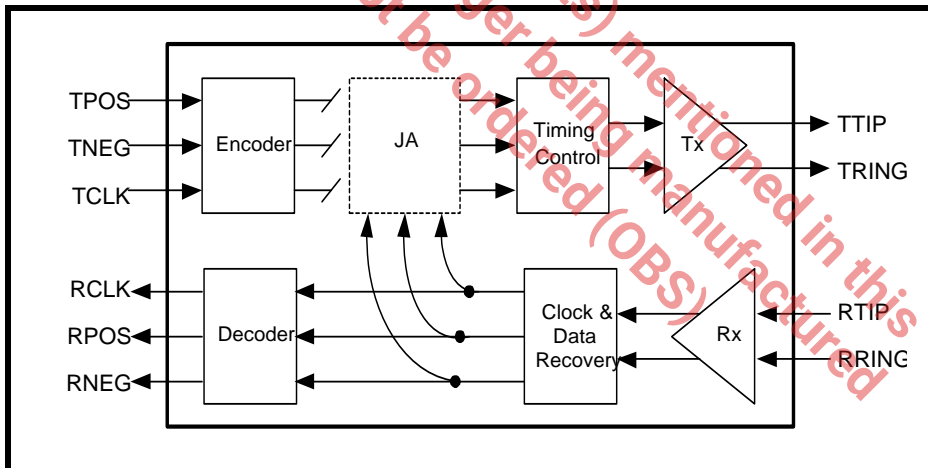 TPOS
TNEG
TCLK
Encoder
JA
Timing
Control
Tx
TTIP
TRING
RCLK
RPOS
RNEG
Decoder
Clock &
Data
Recovery
Rx
RTIP
RRING
ts) mentioned in this
ger being manufactured
t be ordered (OBS)